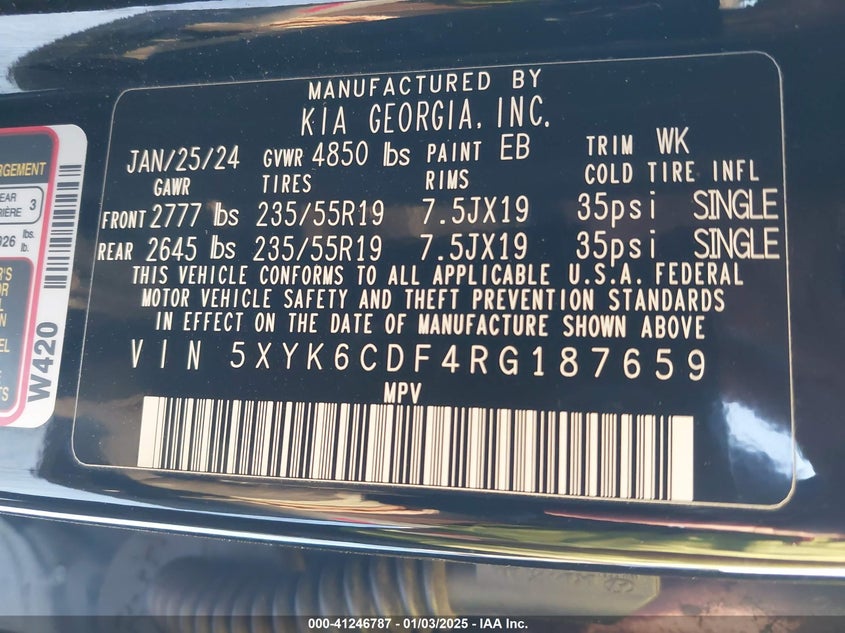 MANUFACTURED BY
KIA GEORGIA, INC.
JAN/25/24 GVWR 4850 lbs PAINT EB TRIM WK
GAWR TIRES RIMS COLD TIRE INFL
FRONT 2777 lbs 235/55R19 7.5JX19 35psi SINGLE
REAR 2645 lbs 235/55R19 7.5JX19 35psi SINGLE
THIS VEHICLE CONFORMS TO ALL APPLICABLE U.S.A. FEDERAL
MOTOR VEHICLE SAFETY AND THEFT PREVENTION STANDARDS
IN EFFECT ON THE DATE OF MANUFACTURE SHOWN ABOVE
VIN 5XYK6CDF4RG187659
MPV
3
lbs.
lb.
W420
000-41246787 - 01/03/2025 - IAA Inc.